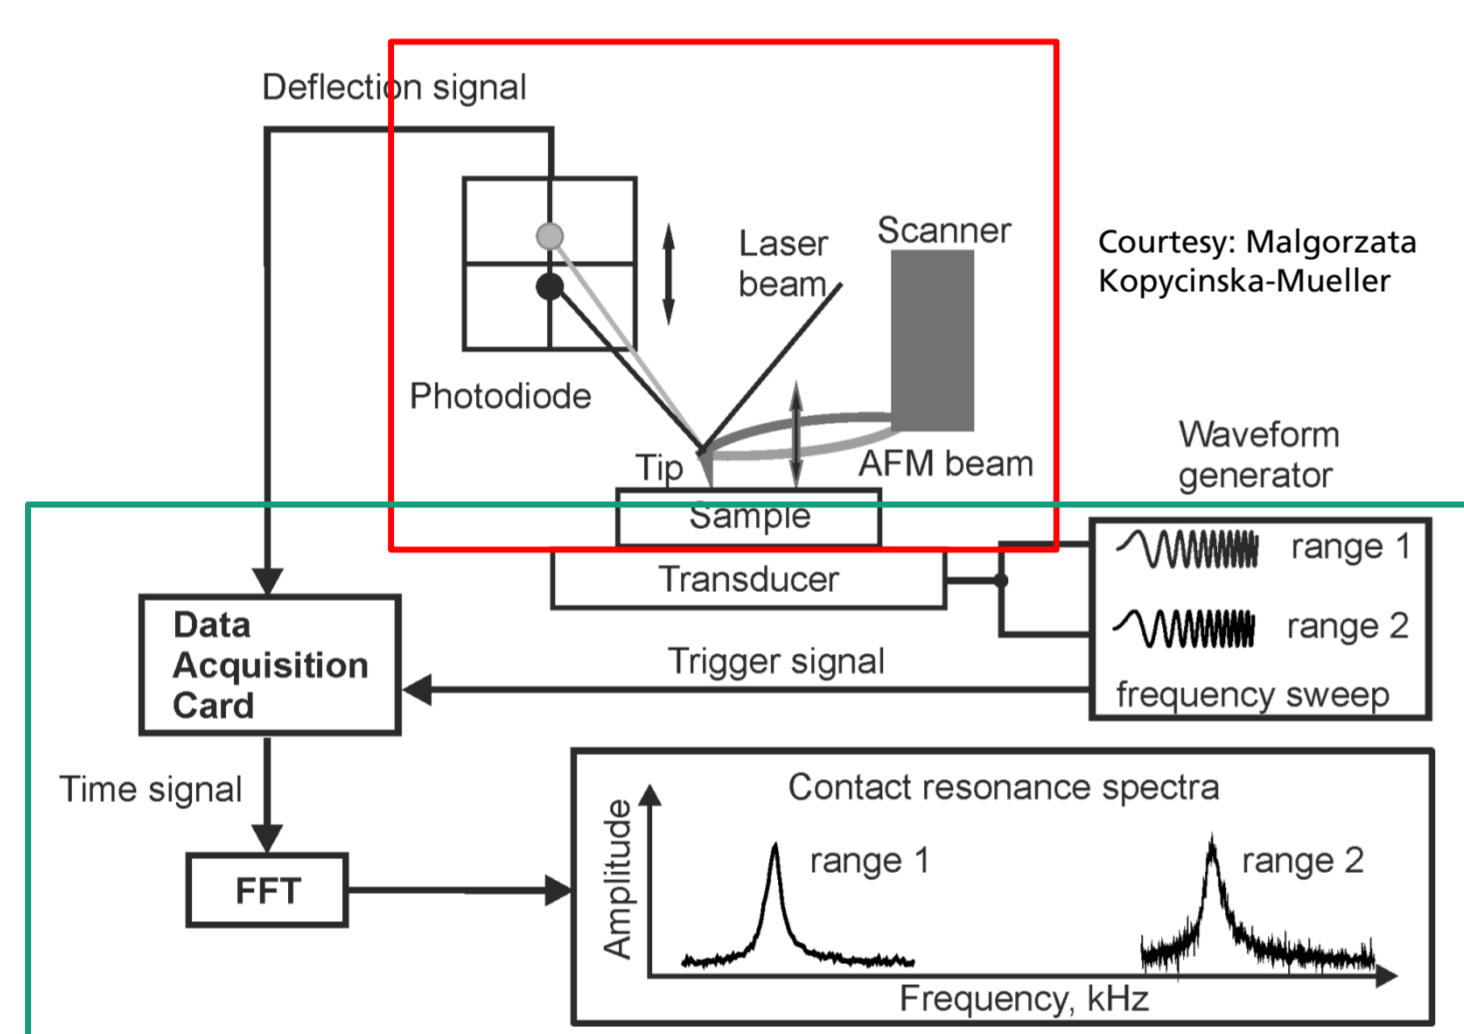 Deflection signal
Laser
beam
Scanner
Courtesy: Malgorzata
Kopycinska-Mueller
Photodiode
Tip
AFM beam
Waveform
generator
Sample
range 1
Transducer
range 2
Data
Acquisition
Card
Trigger signal
frequency sweep
Time signal
Contact resonance spectra
Amplitude
range 1
range 2
FFT
Frequency, kHz